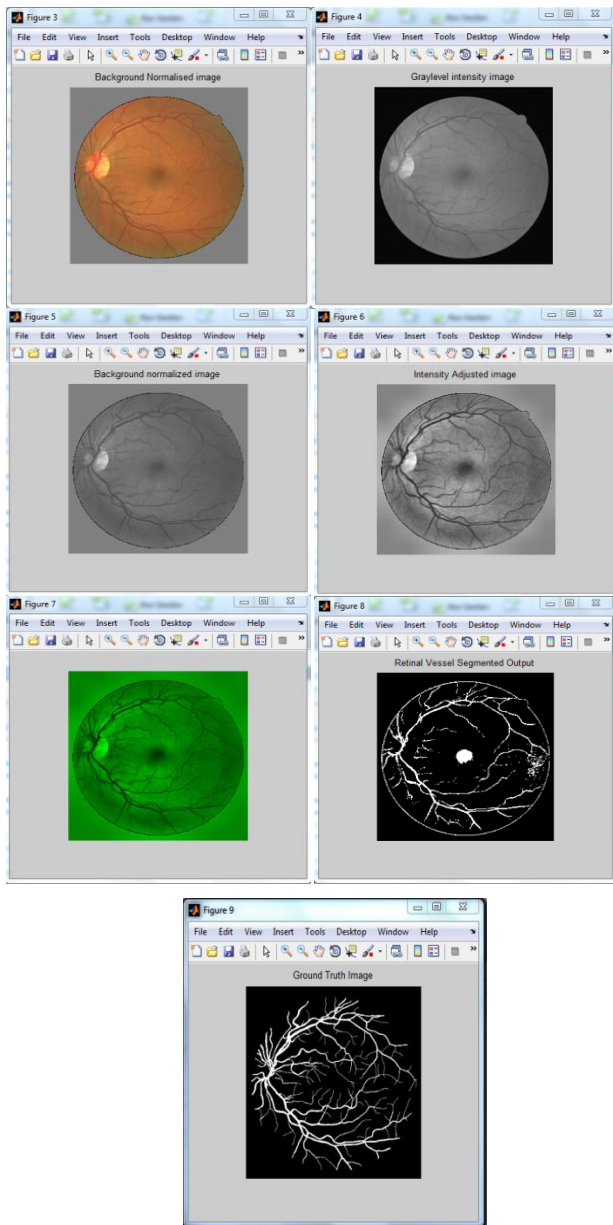 Figure 3
File Edit View Insert Tools Desktop Window Help
Background Normalised image
Figure 4
File Edit View Insert Tools Desktop Window Help
Graylevel intensity image
Figure 5
File Edit View Insert Tools Desktop Window Help
Background normalized image
Figure 6
File Edit View Insert Tools Desktop Window Help
Intensity Adjusted image
Figure 7
File Edit View Insert Tools Desktop Window Help
Figure 8
File Edit View Insert Tools Desktop Window Help
Retinal Vessel Segmented Output
Figure 9
File Edit View Insert Tools Desktop Window Help
Ground Truth Image